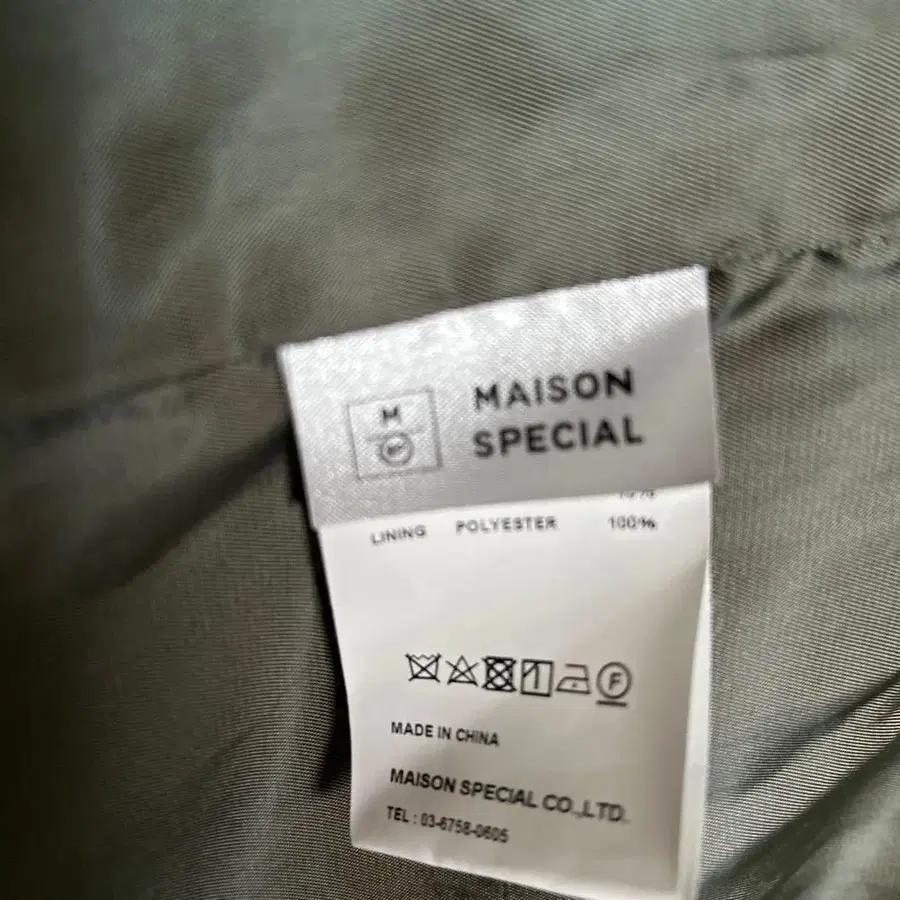 M
MAISON
SPECIAL
LINING POLYESTER 100%
F
MADE IN CHINA
MAISON SPECIAL CO.,LTD.
TEL : 03-6758-0605